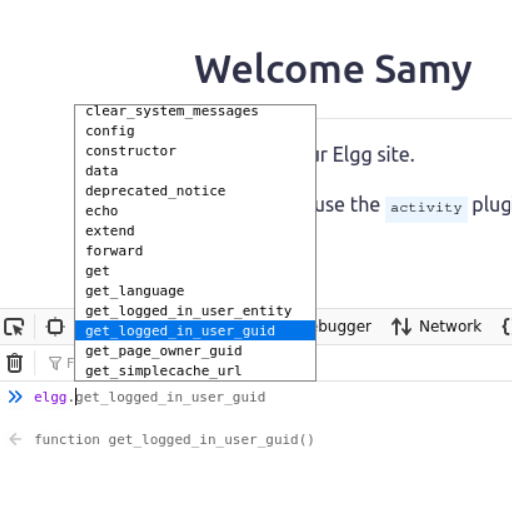 Welcome Samy
clear_system_messages
config
constructor
ur Elgg site.
data
deprecated_notice
use the activity plug
echo
extend
forward
get
get_language
get_logged_in_user_entity
get_logged_in_user_guid
bugger Network {
get_page_owner_guid
F
get_simplecache_url
elgg.get_logged_in_user_guid
function get_logged_in_user_guid()